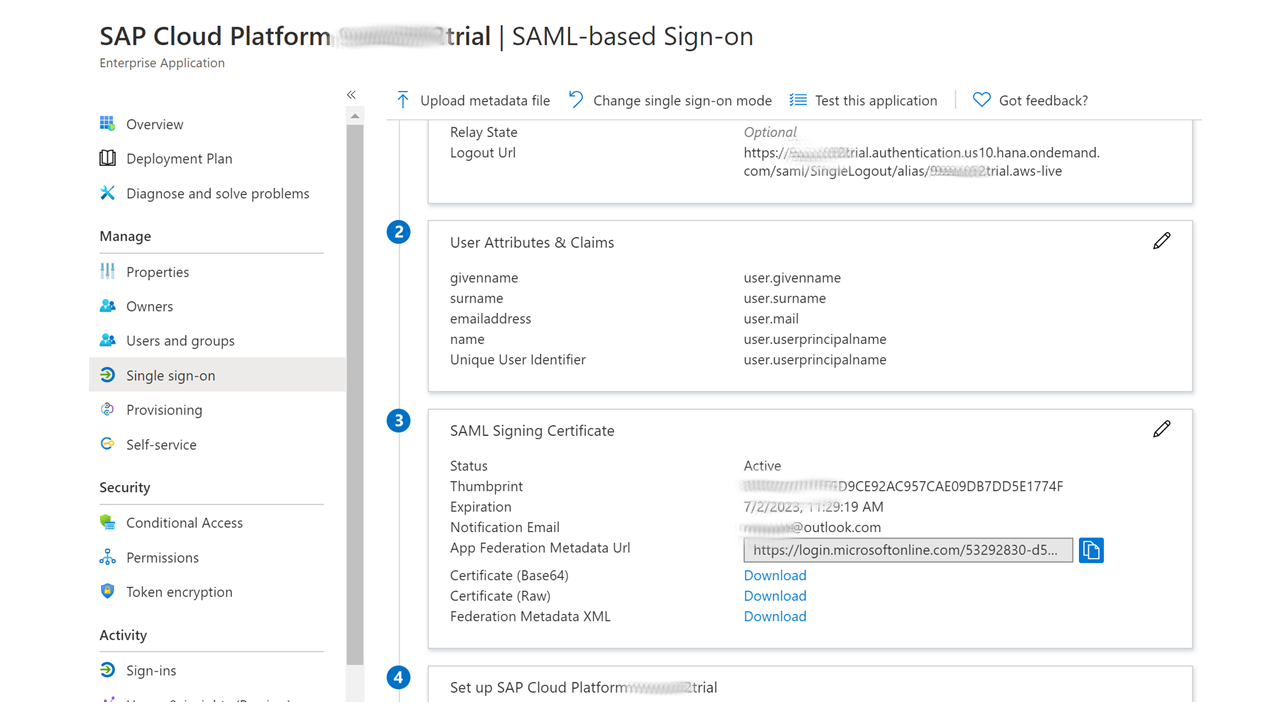 SAP Cloud Platform trial | SAML-based Sign-on
Enterprise Application
Overview
Deployment Plan
Diagnose and solve problems
Manage
Properties
Owners
Users and groups
Single sign-on
Provisioning
Self-service
Security
Conditional Access
Permissions
Token encryption
Activity
Sign-ins
Upload metadata file
Change single sign-on mode
Test this application
Got feedback?
Relay State
Optional
Logout Url
https:// trial.authentication.us10.hana.ondemand.
com/saml/SingleLogout/alias/ trial.aws-live
2
User Attributes & Claims
givenname
user.givenname
surname
user.surname
emailaddress
user.mail
name
user.userprincipalname
Unique User Identifier
user.userprincipalname
3
SAML Signing Certificate
Status
Active
Thumbprint
D9CE92AC957CAE09DB7DD5E1774F
Expiration
7/2/2023, 11:29:19 AM
Notification Email
@outlook.com
App Federation Metadata Url
https://login.microsoftonline.com/53292830-d5...
Certificate (Base64)
Download
Certificate (Raw)
Download
Federation Metadata XML
Download
4
Set up SAP Cloud Platform trial